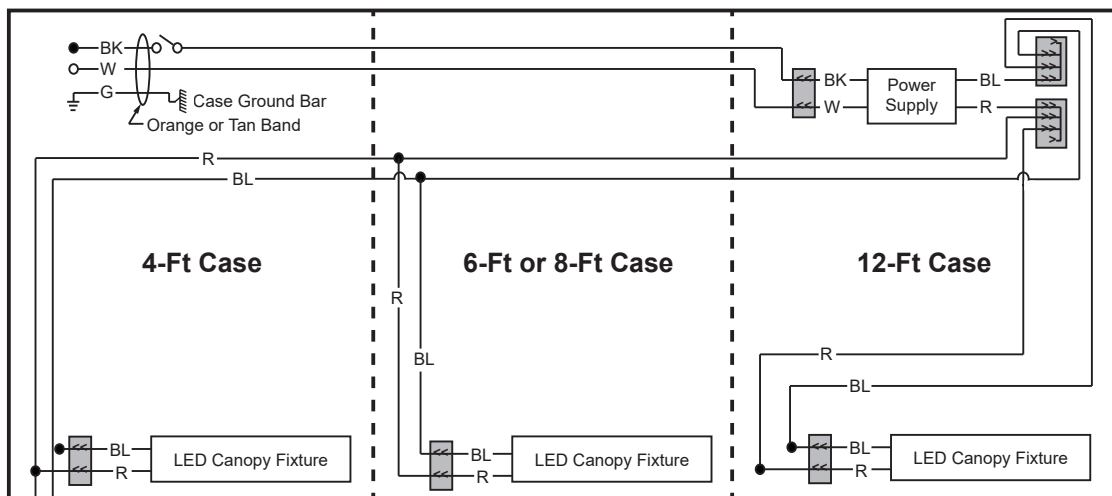 BK
W
G
Case Ground Bar
Orange or Tan Band
BK
W
Power
Supply
BL
R
R
BL
4-Ft Case
6-Ft or 8-Ft Case
12-Ft Case
R
BL
R
BL
BL
R
LED Canopy Fixture
BL
R
LED Canopy Fixture
BL
R
LED Canopy Fixture